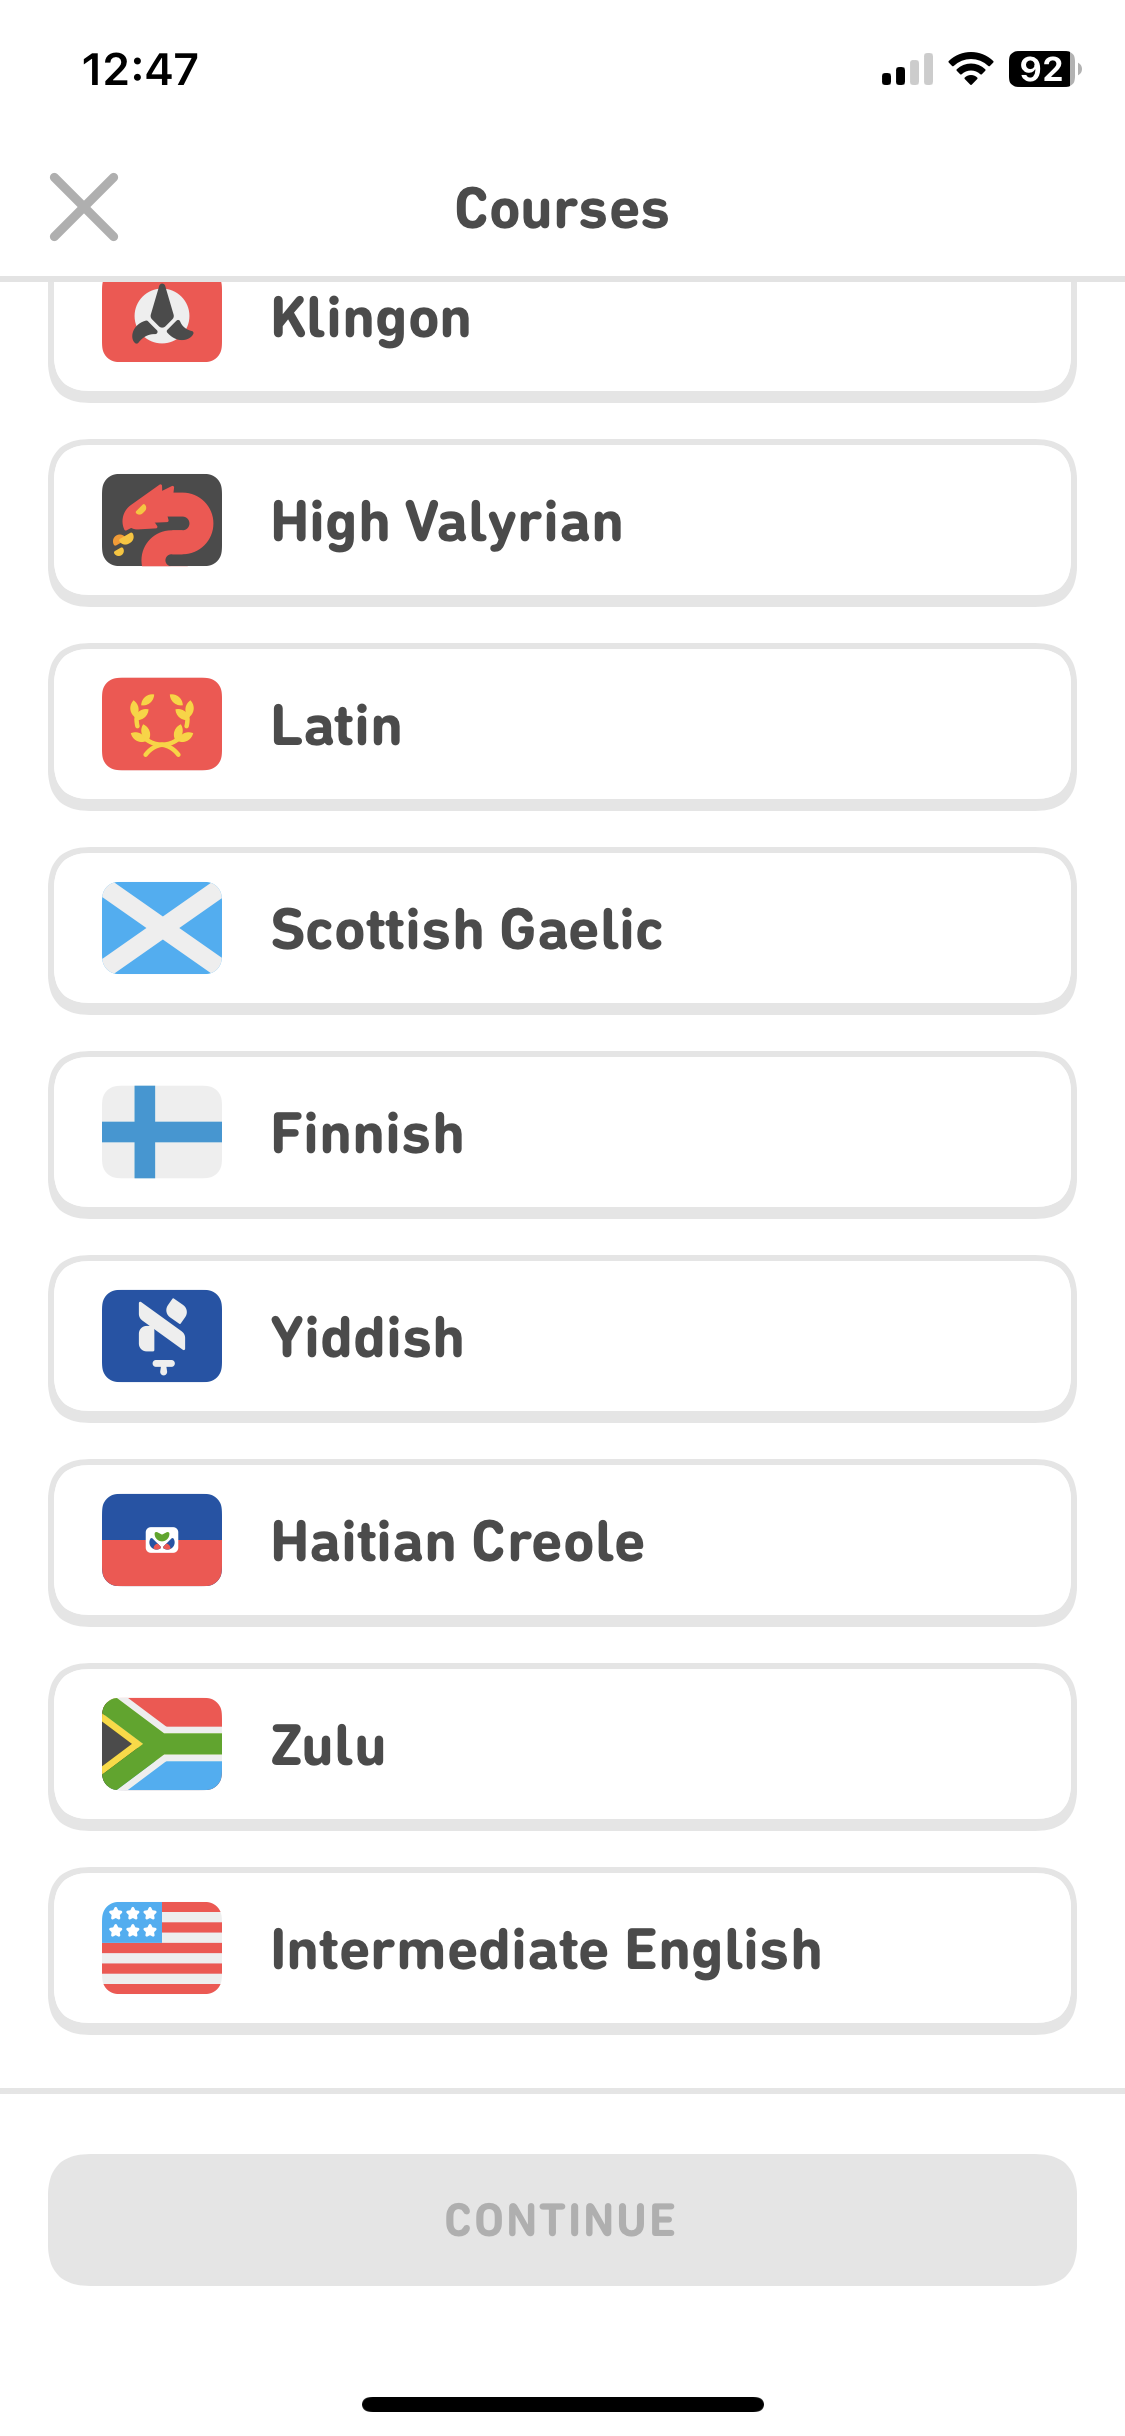 12:47
92
Courses
Klingon
High Valyrian
Latin
Scottish Gaelic
Finnish
אָ
Yiddish
Haitian Creole
Zulu
Intermediate English
CONTINUE